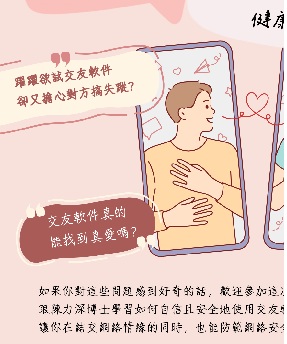 健康
躍躍欲試交友軟件
卻又擔心對方搞失蹤?
交友軟件真的
能找到真愛嗎?
如果你對這些問題感到好奇的話,歡迎參加這次
跟陳力深博士學習如何自信且安全地使用交友軟
讓你在結交網絡情緣的同時,也能防範網絡安全